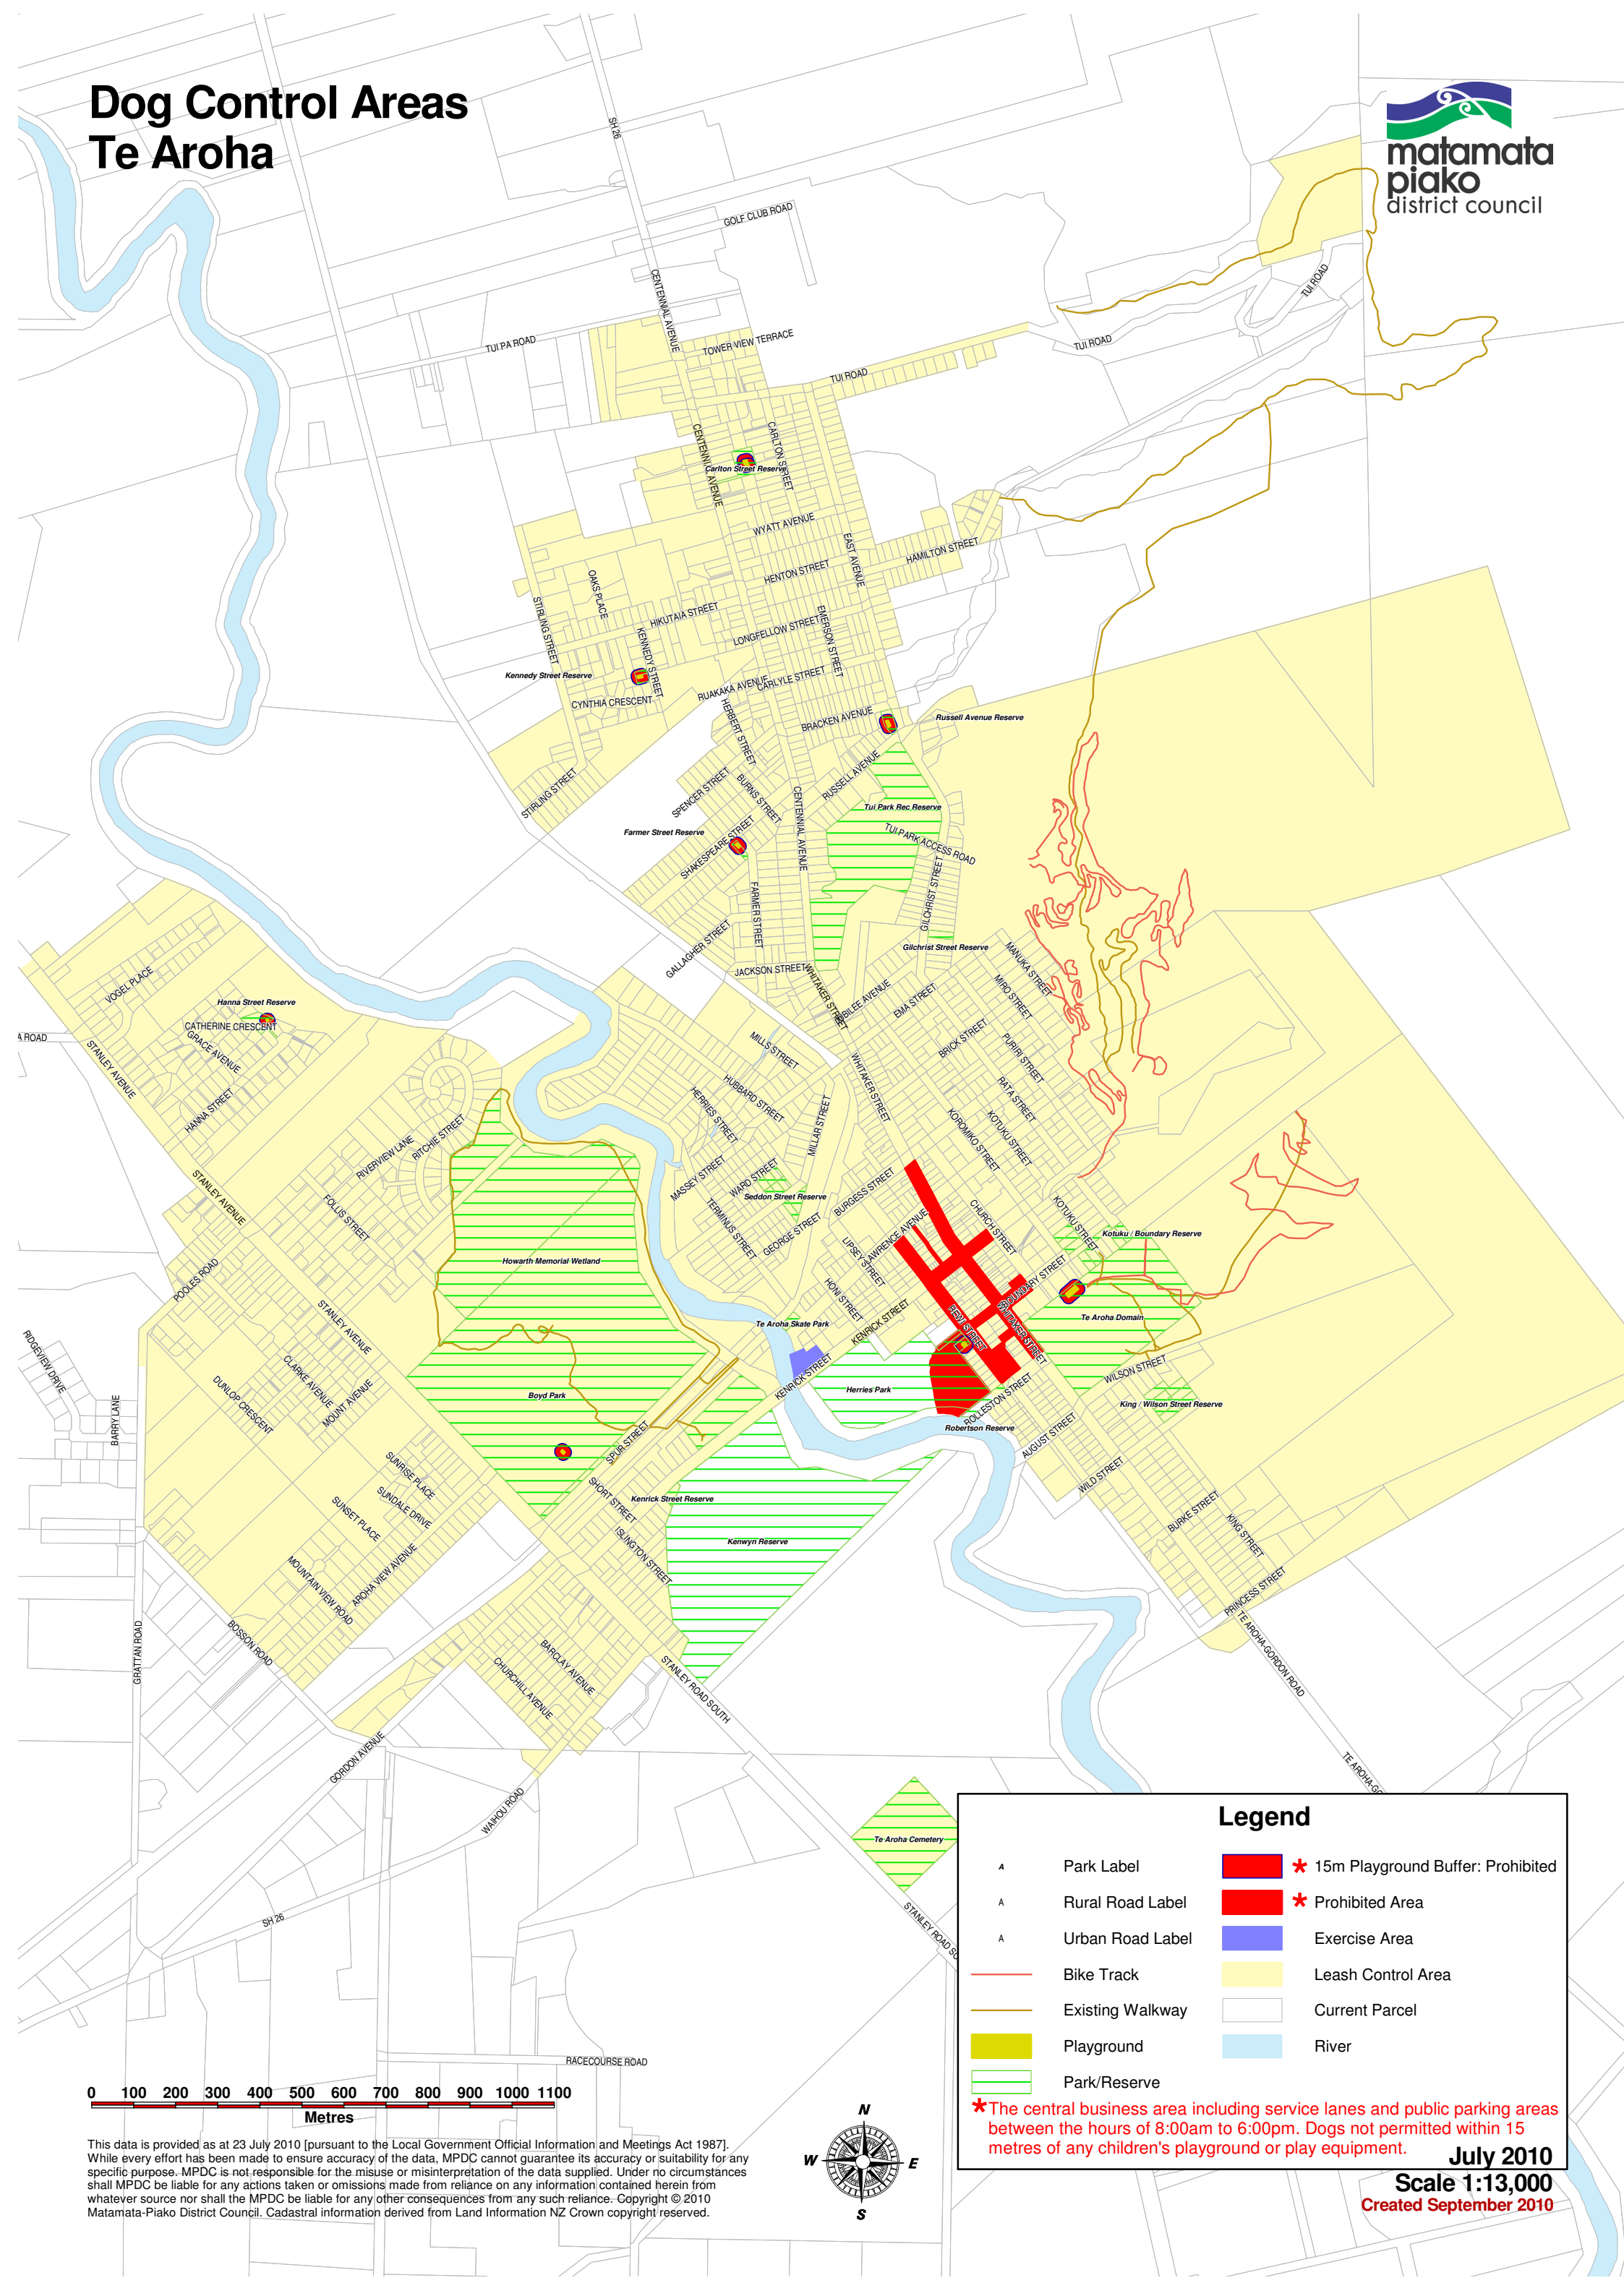 Dog Control Areas
Te Aroha
matamata
piako
district council
SH 26
GOLF CLUB ROAD
CENTENNIAL AVENUE
TUI ROAD
TOWER VIEW TERRACE
TUI PA ROAD
TUI ROAD
TUI ROAD
CENTENNIAL AVENUE
CARLTON STREET
Carlton Street Reserve
WYATT AVENUE
EAST AVENUE
HAMILTON STREET
HENTON STREET
OAKS PLACE
STIRLING STREET
HIKUTAIA STREET
LONGFELLOW STREET
EMERSON STREET
KENNEDY STREET
Kennedy Street Reserve
CYNTHIA CRESCENT
RUAKAKA AVENUE
CARLYLE STREET
HERBERT STREET
BRACKEN AVENUE
Russell Avenue Reserve
STIRLING STREET
SPENCER STREET
BURNS STREET
RUSSELL AVENUE
CENTENNIAL AVENUE
Tui Park Rec Reserve
Farmer Street Reserve
SHAKESPEARE STREET
TUI PARK ACCESS ROAD
GILCHRIST STREET
FARMER STREET
GALLAGHER STREET
JACKSON STREET
Gilchrist Street Reserve
MANUKA STREET
WHITAKER STREET
JUBILEE AVENUE
EMA STREET
MIRO STREET
VOGEL PLACE
Hanna Street Reserve
CATHERINE CRESCENT
GRACE AVENUE
A ROAD
STANLEY AVENUE
HANNA STREET
MILLS STREET
BRICK STREET
PURIRI STREET
WHITAKER STREET
HUBBARD STREET
HERRIES STREET
MILLAR STREET
RATA STREET
KOTUKU STREET
KOROMIKO STREET
RITCHIE STREET
RIVERVIEW LANE
STANLEY AVENUE
FOLLIS STREET
MASSEY STREET
WARD STREET
Seddon Street Reserve
BURGESS STREET
TERMINUS STREET
GEORGE STREET
LAWRENCE AVENUE
LIPSEY STREET
CHURCH STREET
KOTUKU STREET
Kotuku / Boundary Reserve
Howarth Memorial Wetland
POOLES ROAD
HONI STREET
BOUNDARY STREET
STANLEY AVENUE
Te Aroha Skate Park
KENRICK STREET
REWI STREET
WHITAKER STREET
Te Aroha Domain
RIDGEVIEW DRIVE
CLARKE AVENUE
MOUNT AVENUE
DUNLOP CRESCENT
BARRY LANE
Boyd Park
KENRICK STREET
Herries Park
ROLLESTON STREET
WILSON STREET
King / Wilson Street Reserve
Robertson Reserve
AUGUST STREET
SPUR STREET
SUNRISE PLACE
SUNDALE DRIVE
SUNSET PLACE
SHORT STREET
Kenrick Street Reserve
WILD STREET
BURKE STREET
KING STREET
Kenwyn Reserve
ISLINGTON STREET
MOUNTAIN VIEW ROAD
AROHA VIEW AVENUE
PRINCESS STREET
GRATTAN ROAD
BOSSON ROAD
BARCLAY AVENUE
CHURCHILL AVENUE
STANLEY ROAD SOUTH
TE AROHA-GORDON ROAD
GORDON AVENUE
WAIHOU ROAD
TE AROHA-GO
Te Aroha Cemetery
SH 26
STANLEY ROAD SO
RACECOURSE ROAD
Legend
A Park Label
A Rural Road Label
A Urban Road Label
Bike Track
Existing Walkway
Playground
Park/Reserve
* 15m Playground Buffer: Prohibited
* Prohibited Area
Exercise Area
Leash Control Area
Current Parcel
River
*The central business area including service lanes and public parking areas
between the hours of 8:00am to 6:00pm. Dogs not permitted within 15
metres of any children's playground or play equipment.
July 2010
Scale 1:13,000
Created September 2010
0 100 200 300 400 500 600 700 800 900 1000 1100
Metres
N
W E
S
This data is provided as at 23 July 2010 [pursuant to the Local Government Official Information and Meetings Act 1987].
While every effort has been made to ensure accuracy of the data, MPDC cannot guarantee its accuracy or suitability for any
specific purpose. MPDC is not responsible for the misuse or misinterpretation of the data supplied. Under no circumstances
shall MPDC be liable for any actions taken or omissions made from reliance on any information contained herein from
whatever source nor shall the MPDC be liable for any other consequences from any such reliance. Copyright © 2010
Matamata-Piako District Council. Cadastral information derived from Land Information NZ Crown copyright reserved.